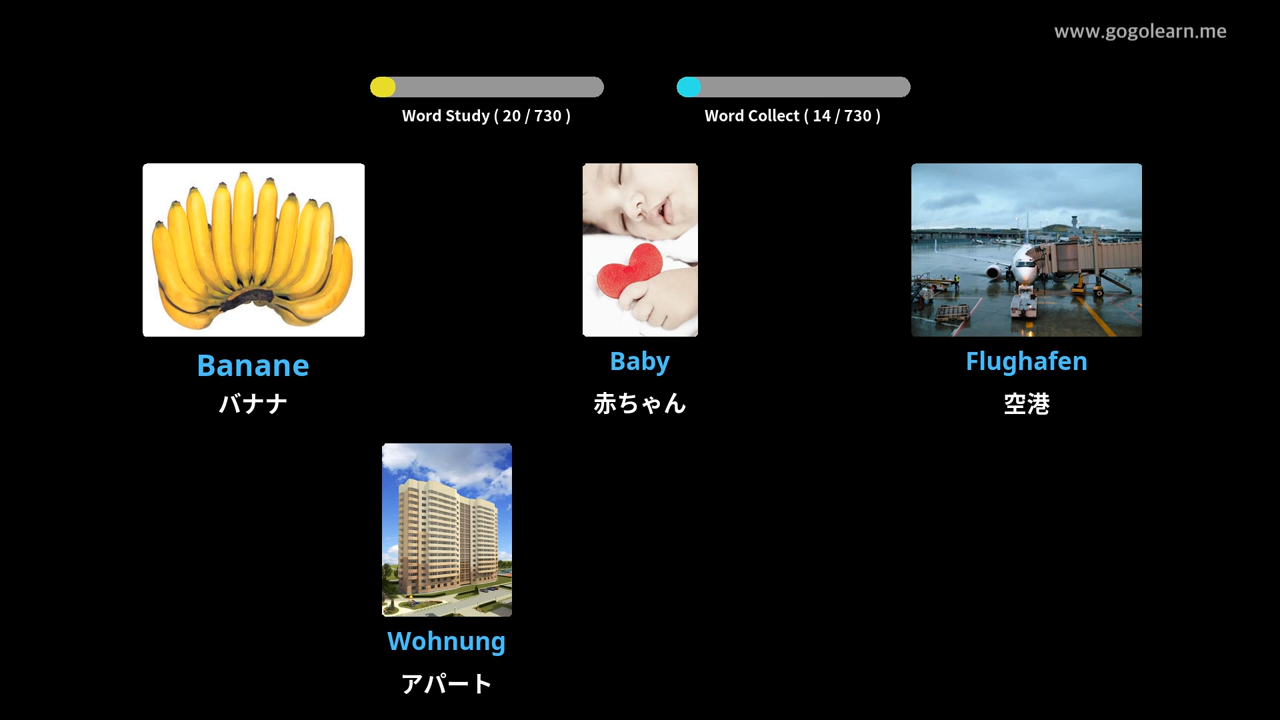 www.gogolearn.me
Word Study ( 20 / 730 )
Word Collect ( 14 / 730 )
Banane
バナナ
Baby
赤ちゃん
Flughafen
空港
Wohnung
アパート